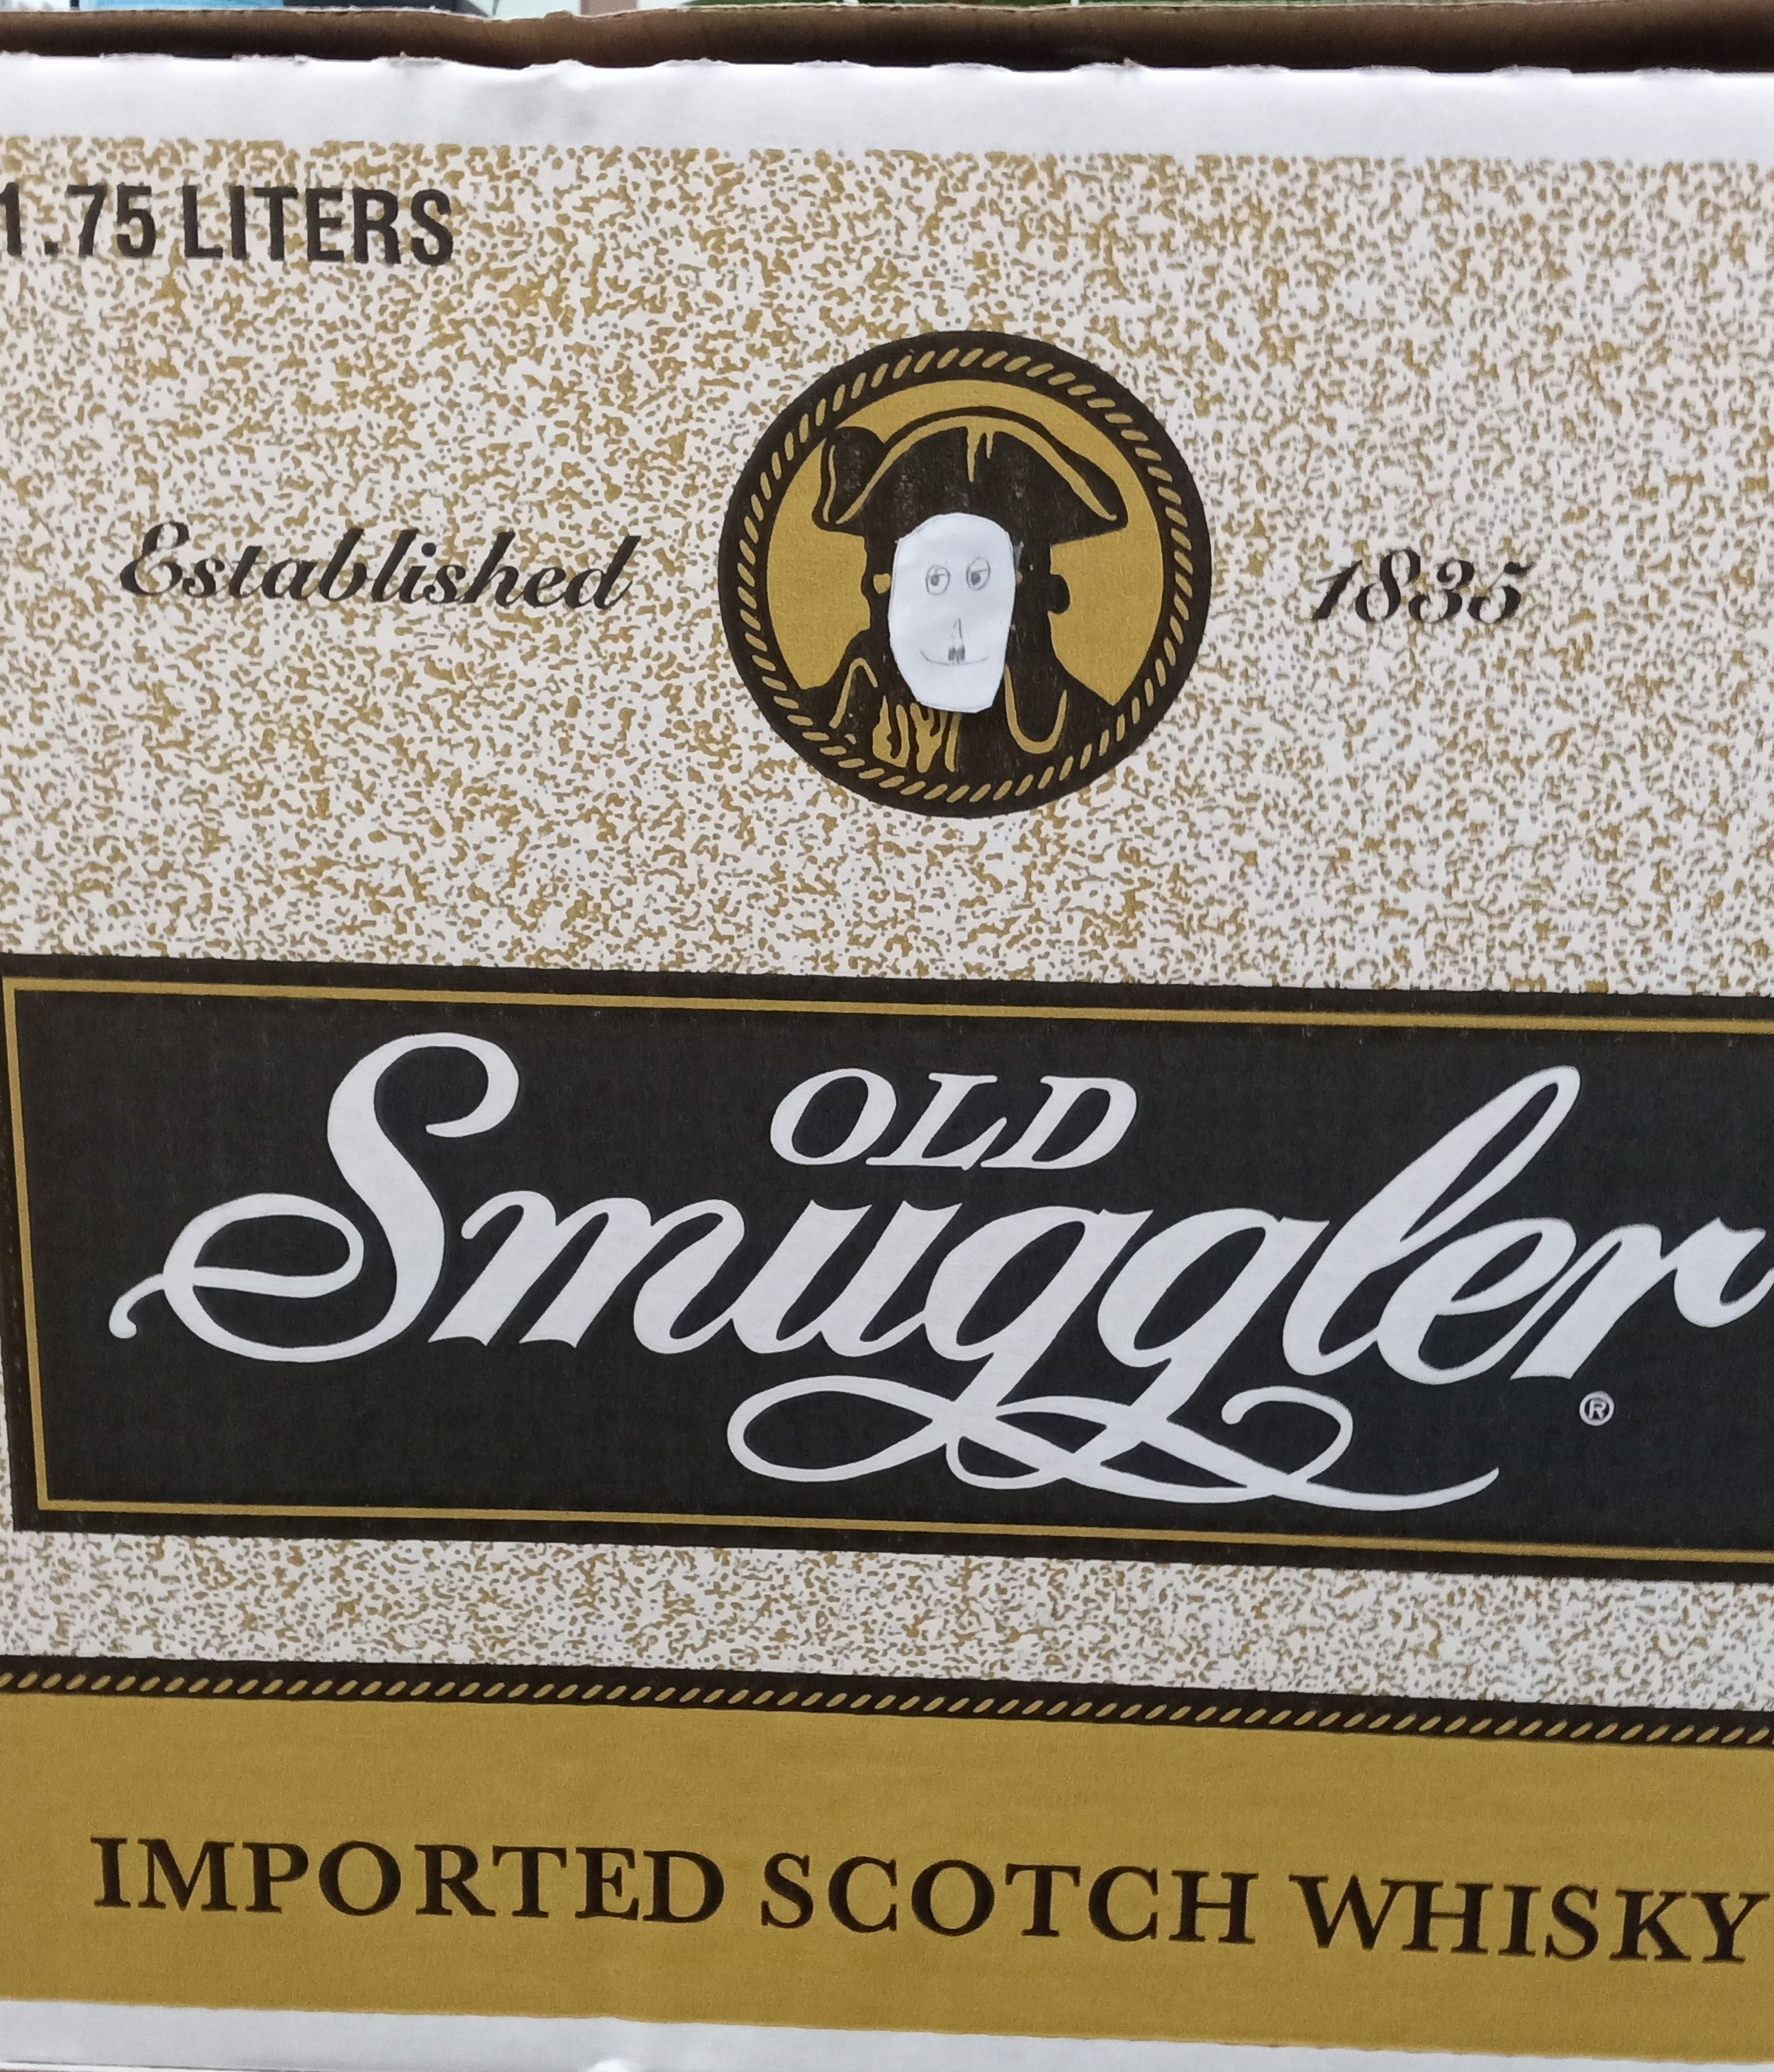 1.75 LITERS
Established 1835
OLD
Smuggler
®
IMPORTED SCOTCH WHISKY